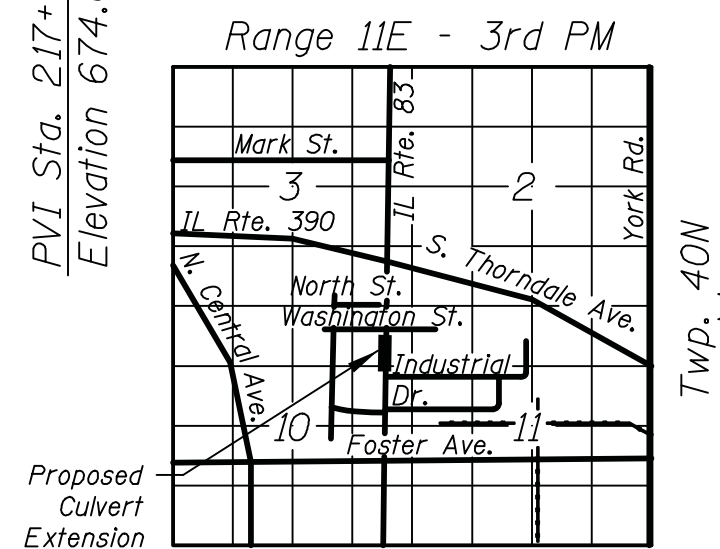 PVI Sta. 217+
Elevation 674.
Range 11E - 3rd PM
Mark St.
IL Rte. 83
3
2
York Rd.
IL Rte. 390
S. Thorndale Ave.
N. Central Ave.
North St.
Washington St.
Industrial
Dr.
10
11
Foster Ave.
Twp. 40N
Proposed
Culvert
Extension